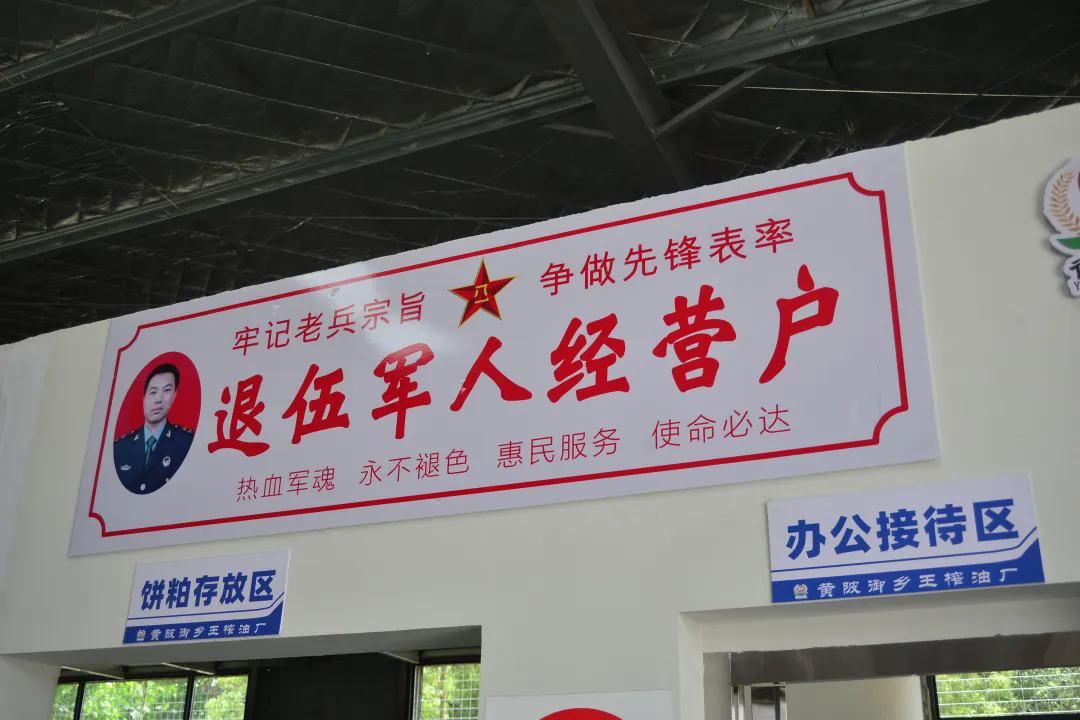 牢记老兵宗旨 八 争做先锋表率
退伍军人经营户
热血军魂 永不褪色 惠民服务 使命必达
饼粕存放区
黄陂御乡王榨油厂
办公接待区
黄陂御乡王榨油厂